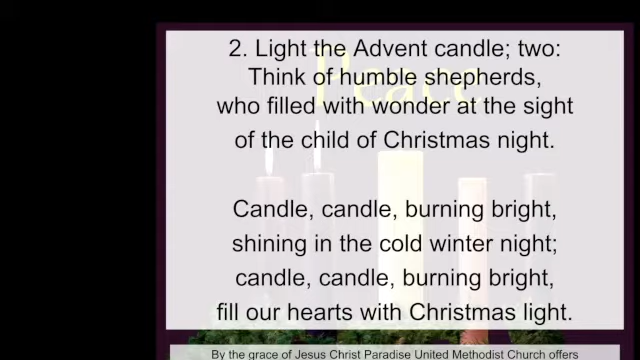 Peace
2. Light the Advent candle; two:
Think of humble shepherds,
who filled with wonder at the sight
of the child of Christmas night.
Candle, candle, burning bright,
shining in the cold winter night;
candle, candle, burning bright,
fill our hearts with Christmas light.
By the grace of Jesus Christ Paradise United Methodist Church offers